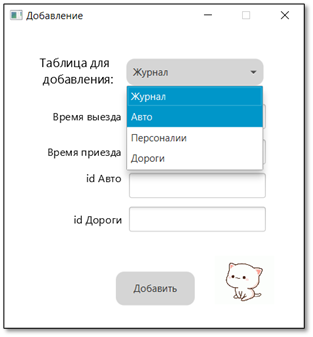 Добавление
Таблица для
добавления:
Журнал
Журнал
Авто
Персоналии
Дороги
Время выезда
Время приезда
id Авто
id Дороги
Добавить